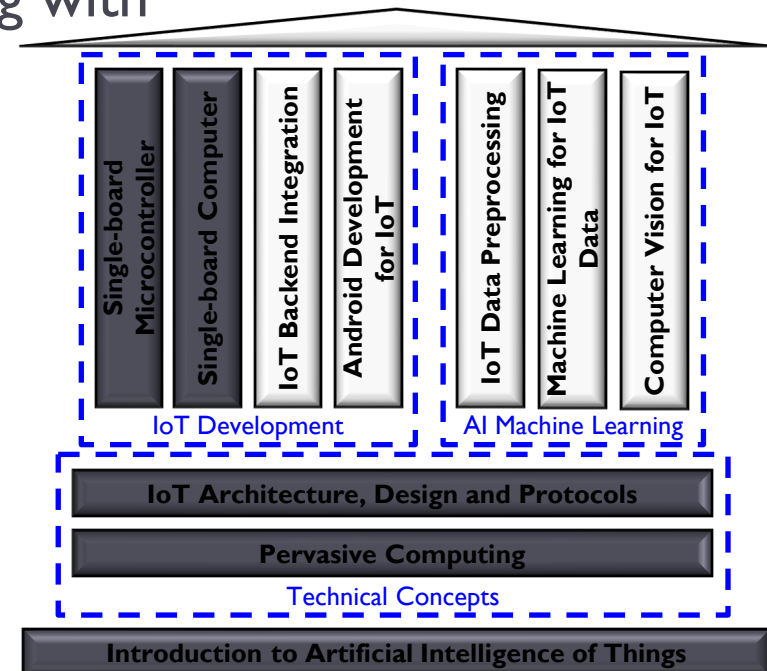 g with
Single-board
Microcontroller
Single-board Computer
IoT Backend Integration
Android Development
for IoT
IoT Data Preprocessing
Machine Learning for IoT
Data
Computer Vision for IoT
IoT Development
AI Machine Learning
IoT Architecture, Design and Protocols
Pervasive Computing
Technical Concepts
Introduction to Artificial Intelligence of Things